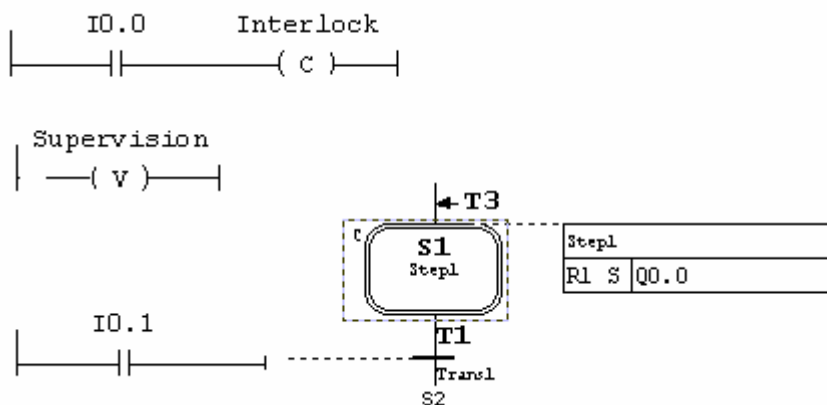 I0.0 Interlock
( C )
Supervision
( V )
T3
C
S1
Step1
Step1
R1 S Q0.0
I0.1
T1
Trans1
S2